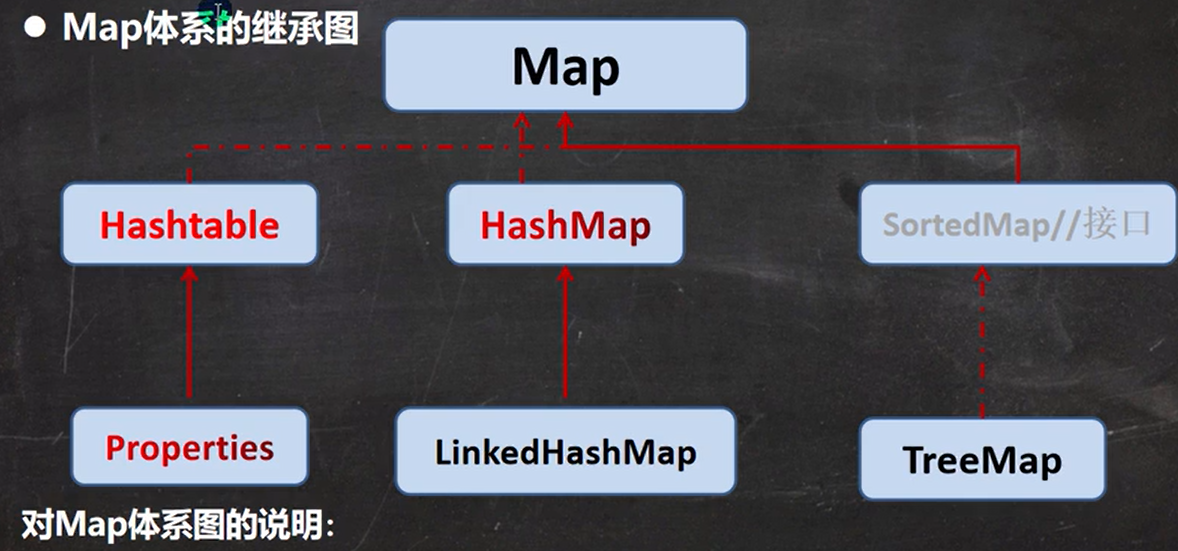 ● Map体系的继承图
Map
Hashtable
HashMap
SortedMap//接口
Properties
LinkedHashMap
TreeMap
对Map体系图的说明: